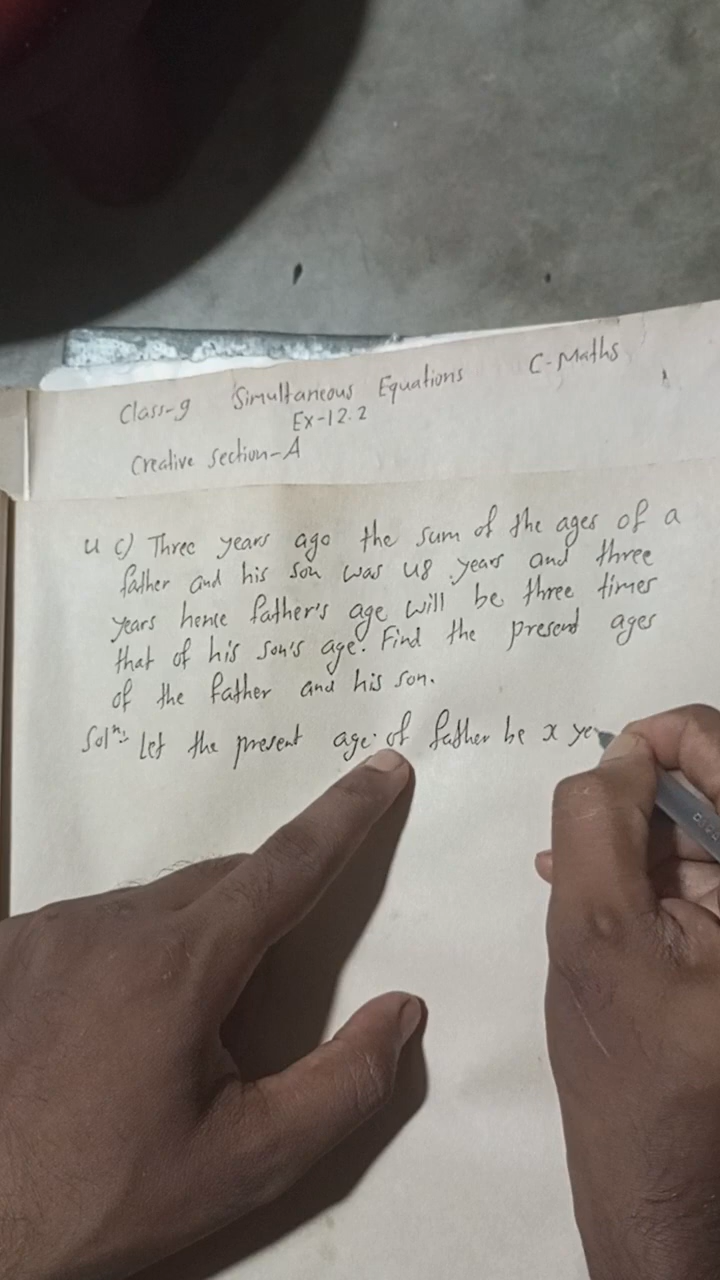 Class-9 Simultaneous Equations C-Maths
Ex-12.2
Creative Section-A
4 c) Three years ago the sum of the ages of a
father and his son was 48 years and three
years hence father's age will be three times
that of his son's age. Find the present ages
of the father and his son.
Solⁿ: Let the present age of father be x ye